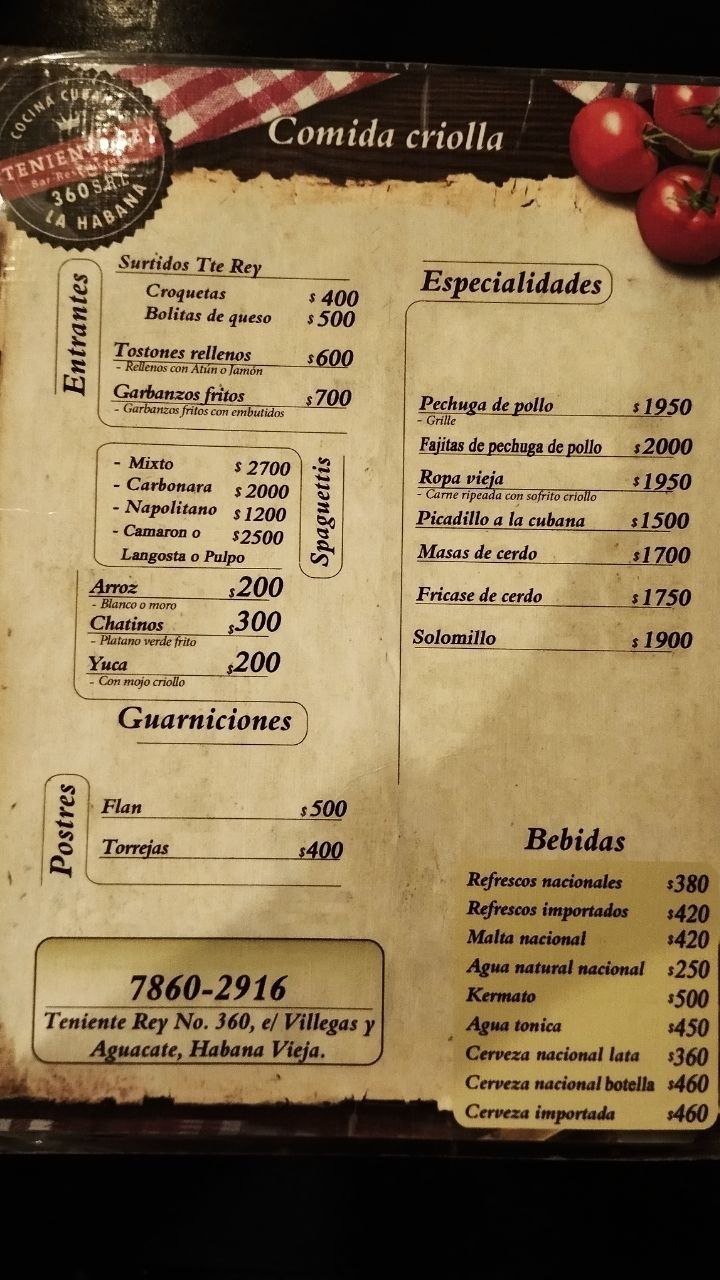 COCINA CUBANA
TENIENTE REY
Bar-Restaurante
360 S.R.L
LA HABANA
Comida criolla
Entrantes
Surtidos Tte Rey
Croquetas $ 400
Bolitas de queso $ 500
Tostones rellenos $ 600
- Rellenos con Atún o Jamón
Garbanzos fritos $ 700
- Garbanzos fritos con embutidos
Spaguettis
- Mixto $ 2700
- Carbonara $ 2000
- Napolitano $ 1200
- Camaron o $2500
Langosta o Pulpo
Arroz $200
- Blanco o moro
Chatinos $300
- Platano verde frito
Yuca $200
- Con mojo criollo
Guarniciones
Postres
Flan $500
Torrejas $400
7860-2916
Teniente Rey No. 360, e/ Villegas y
Aguacate, Habana Vieja.
Especialidades
Pechuga de pollo $ 1950
- Grille
Fajitas de pechuga de pollo $ 2000
Ropa vieja $ 1950
- Carne ripeada con sofrito criollo
Picadillo a la cubana $ 1500
Masas de cerdo $ 1700
Fricase de cerdo $ 1750
Solomillo $ 1900
Bebidas
Refrescos nacionales $380
Refrescos importados $420
Malta nacional $420
Agua natural nacional $250
Kermato $500
Agua tonica $450
Cerveza nacional lata $360
Cerveza nacional botella $460
Cerveza importada $460